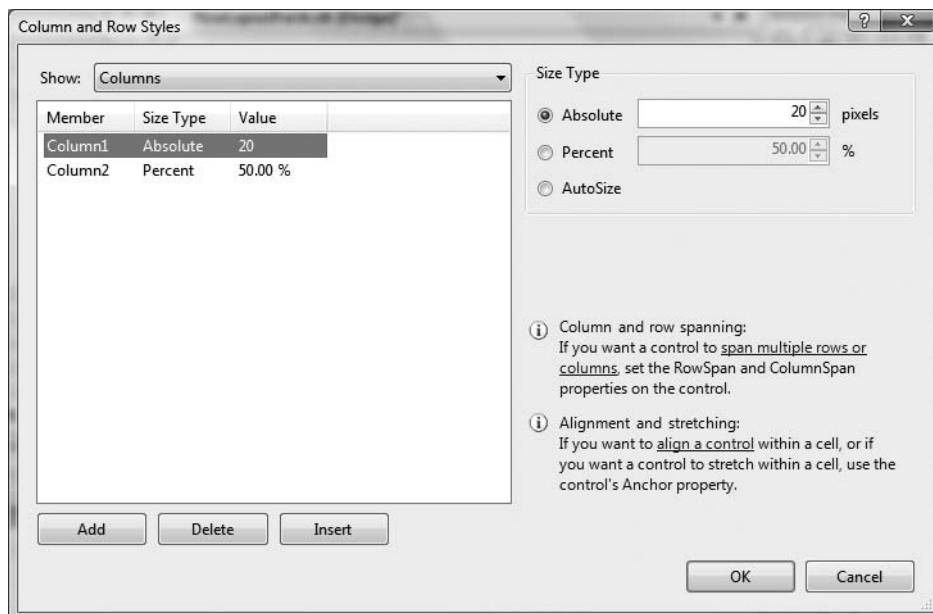 Column and Row Styles
Show: Columns
Member Size Type Value
Column1 Absolute 20
Column2 Percent 50.00 %
Add Delete Insert
Size Type
Absolute 20 pixels
Percent 50.00 %
AutoSize
Column and row spanning:
If you want a control to span multiple rows or
columns, set the RowSpan and ColumnSpan
properties on the control.
Alignment and stretching:
If you want to align a control within a cell, or if
you want a control to stretch within a cell, use the
control's Anchor property.
OK Cancel